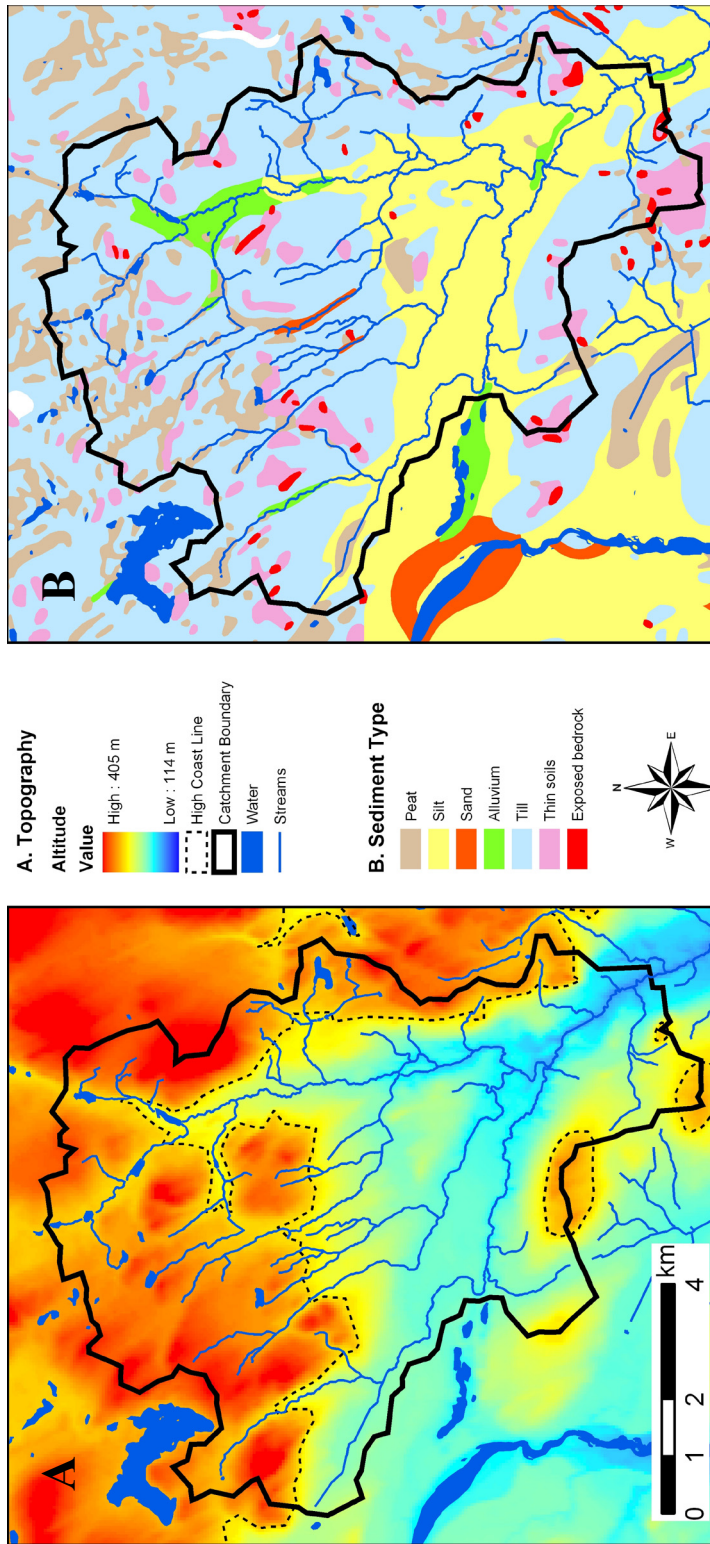 A
km
0 1 2 4
A. Topography
Altitude
Value
High : 405 m
Low : 114 m
High Coast Line
Catchment Boundary
Water
Streams
B. Sediment Type
Peat
Silt
Sand
Alluvium
Till
Thin soils
Exposed bedrock
N
W E
S
B